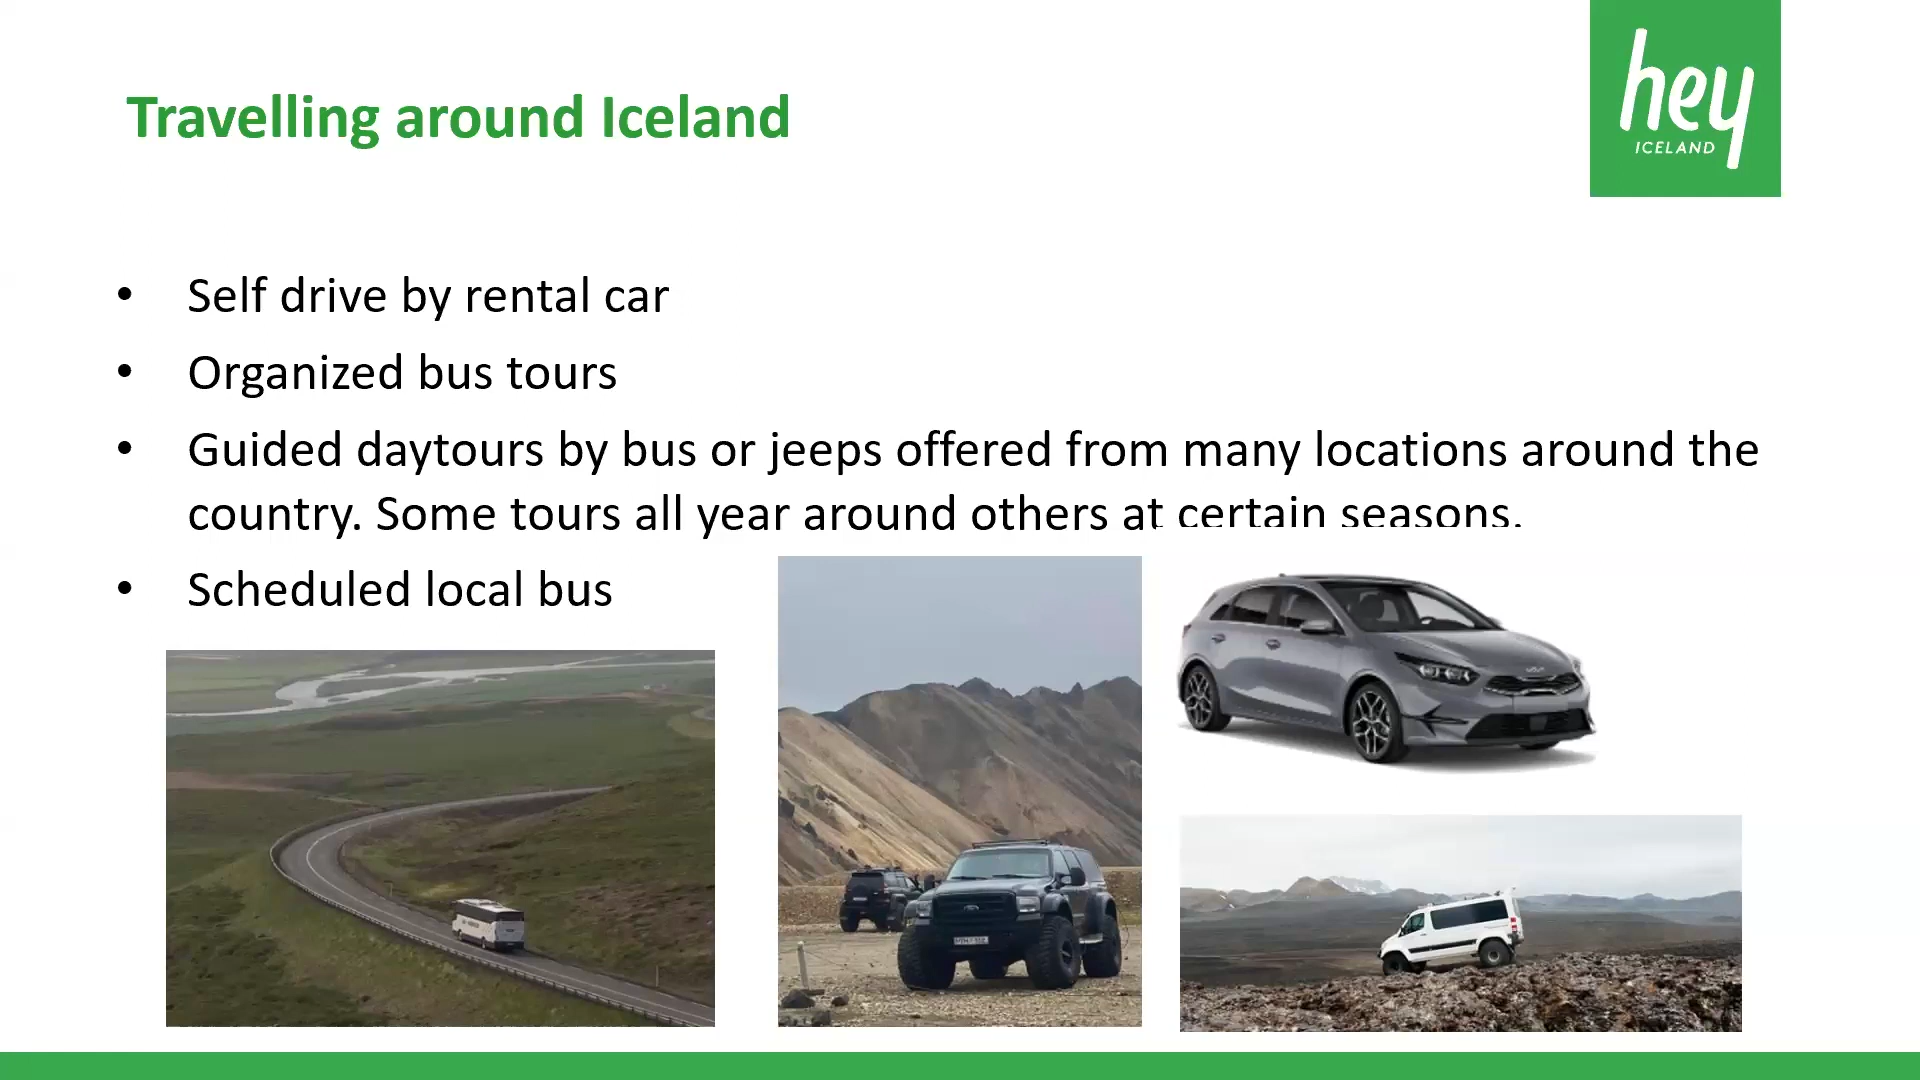 Travelling around Iceland
hey
ICELAND
• Self drive by rental car
• Organized bus tours
• Guided daytours by bus or jeeps offered from many locations around the
country. Some tours all year around others at certain seasons.
• Scheduled local bus